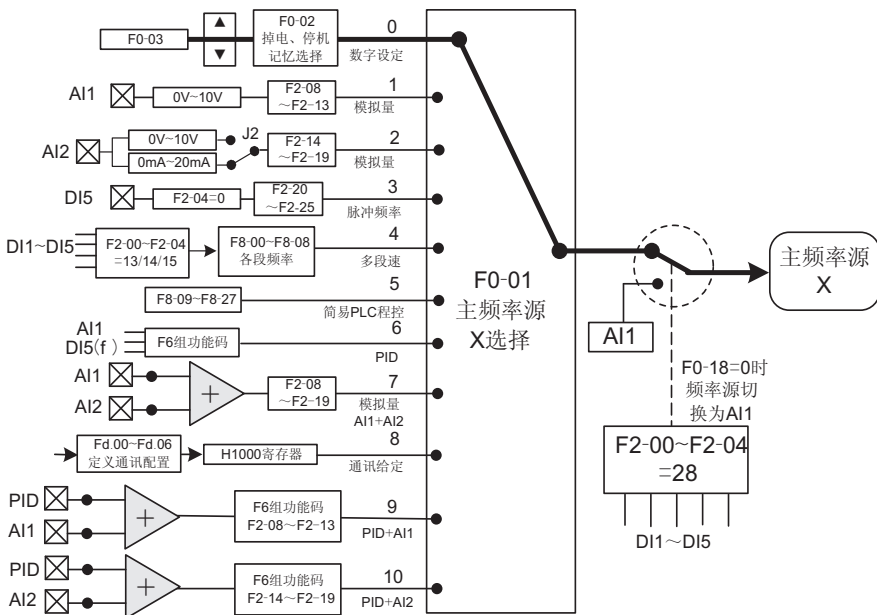 F0-03
▲
▼
F0-02
掉电、停机
记忆选择
0
数字设定
AI1
0V~10V
F2-08
~F2-13
1
模拟量
AI2
0V~10V
0mA~20mA
J2
F2-14
~F2-19
2
模拟量
DI5
F2-04=0
F2-20
~F2-25
3
脉冲频率
DI1~DI5
F2-00~F2-04
=13/14/15
F8-00~F8-08
各段频率
4
多段速
F8-09~F8-27
5
简易PLC程控
AI1
DI5(f )
F6组功能码
6
PID
AI1
AI2
+
F2-08
~F2-19
7
模拟量
AI1+AI2
Fd.00~Fd.06
定义通讯配置
H1000寄存器
8
通讯给定
PID
AI1
+
F6组功能码
F2-08~F2-13
9
PID+AI1
PID
AI2
+
F6组功能码
F2-14~F2-19
10
PID+AI2
F0-01
主频率源
X选择
AI1
主频率源
X
F0-18=0时
频率源切
换为AI1
F2-00~F2-04
=28
DI1~DI5